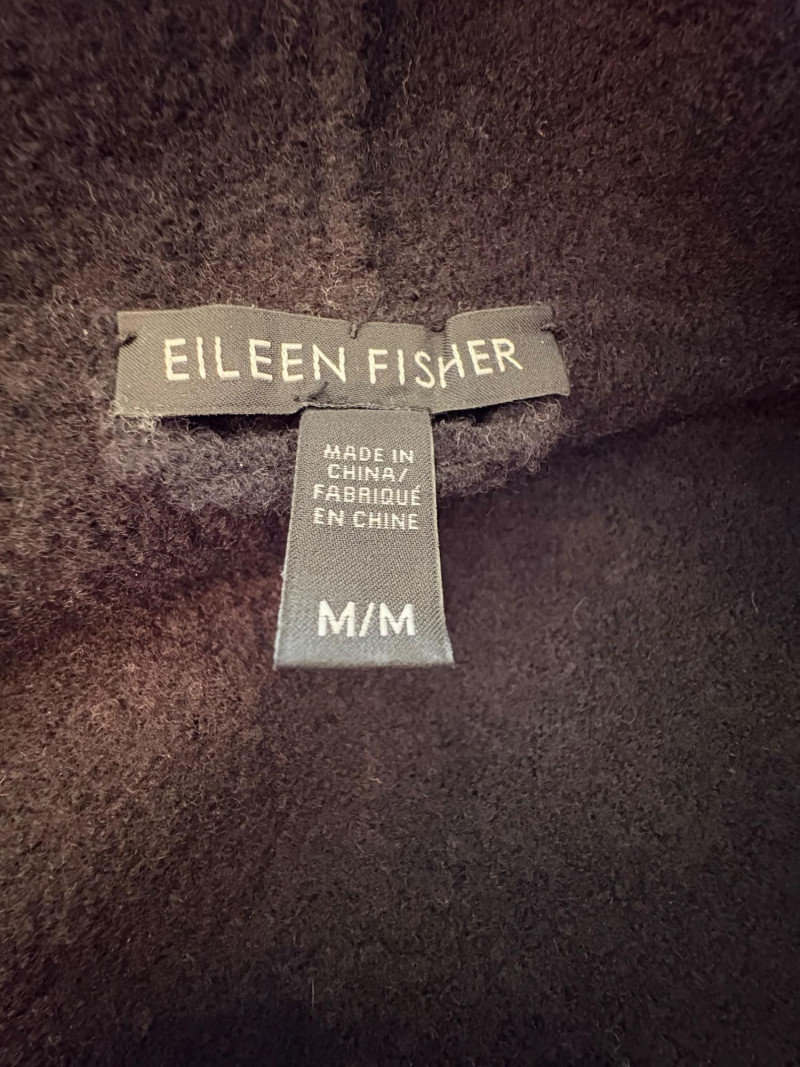 EILEEN FISHER
MADE IN
CHINA/
FABRIQUÉ
EN CHINE
M/M